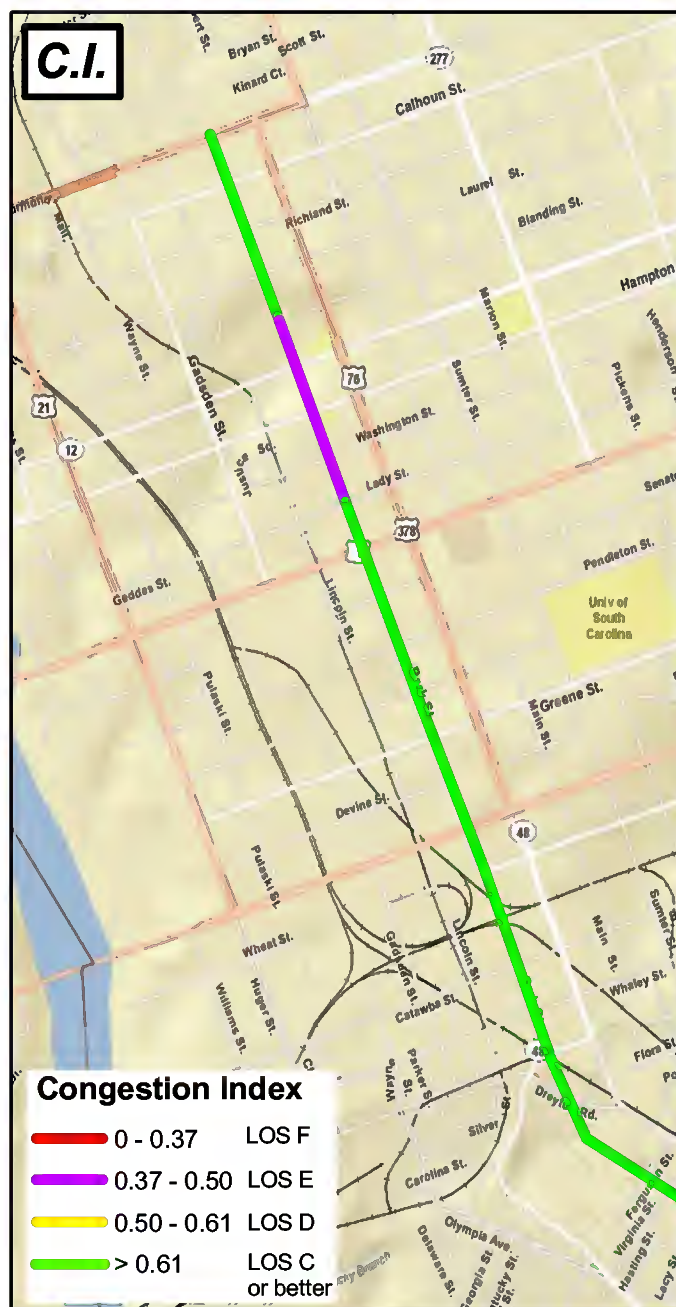 C.I.
Bryan St.
Scott St.
Kinard Ct.
277
Calhoun St.
Laurel St.
Richland St.
Blanding St.
Hampton
Marion St.
Wayne St.
Gadsden St.
76
Sumter St.
Pickens St.
21
12
Washington St.
Lady St.
378
Pendleton St.
Geddes St.
Lincoln St.
Univ of
South
Carolina
Park St.
Greene St.
Pulaski St.
Main St.
Devine St.
48
Pulaski St.
Wheat St.
Lincoln St.
Gadsden St.
Main St.
Whaley St.
Huger St.
Williams St.
Catawba St.
48
Flora St.
Parker St.
Wayne St.
Silver St.
Carolina St.
Olympia Ave
Delaware St.
Ferguson St.
Virginia St.
Hasting St.
Lacy St.
Congestion Index
0 - 0.37 LOS F
0.37 - 0.50 LOS E
0.50 - 0.61 LOS D
> 0.61 LOS C
or better